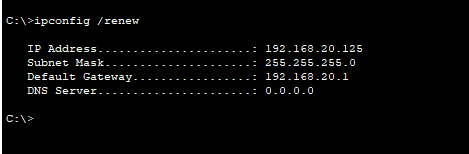 C:\>ipconfig /renew
IP Address......................: 192.168.20.125
Subnet Mask.....................: 255.255.255.0
Default Gateway.................: 192.168.20.1
DNS Server......................: 0.0.0.0
C:\>